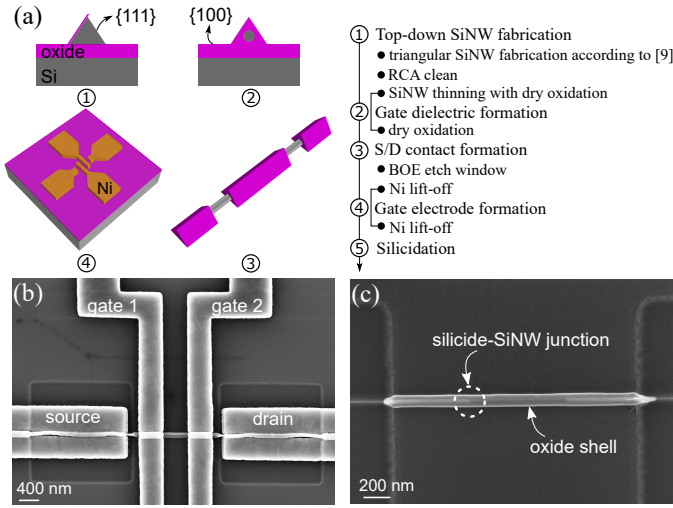 (a)
{111}
{100}
oxide
Si
①
②
Ni
④
③
① Top-down SiNW fabrication
● triangular SiNW fabrication according to [9]
● RCA clean
● SiNW thinning with dry oxidation
② Gate dielectric formation
● dry oxidation
③ S/D contact formation
● BOE etch window
● Ni lift-off
④ Gate electrode formation
● Ni lift-off
⑤ Silicidation
(b)
gate 1
gate 2
source
drain
400 nm
(c)
silicide-SiNW junction
oxide shell
200 nm